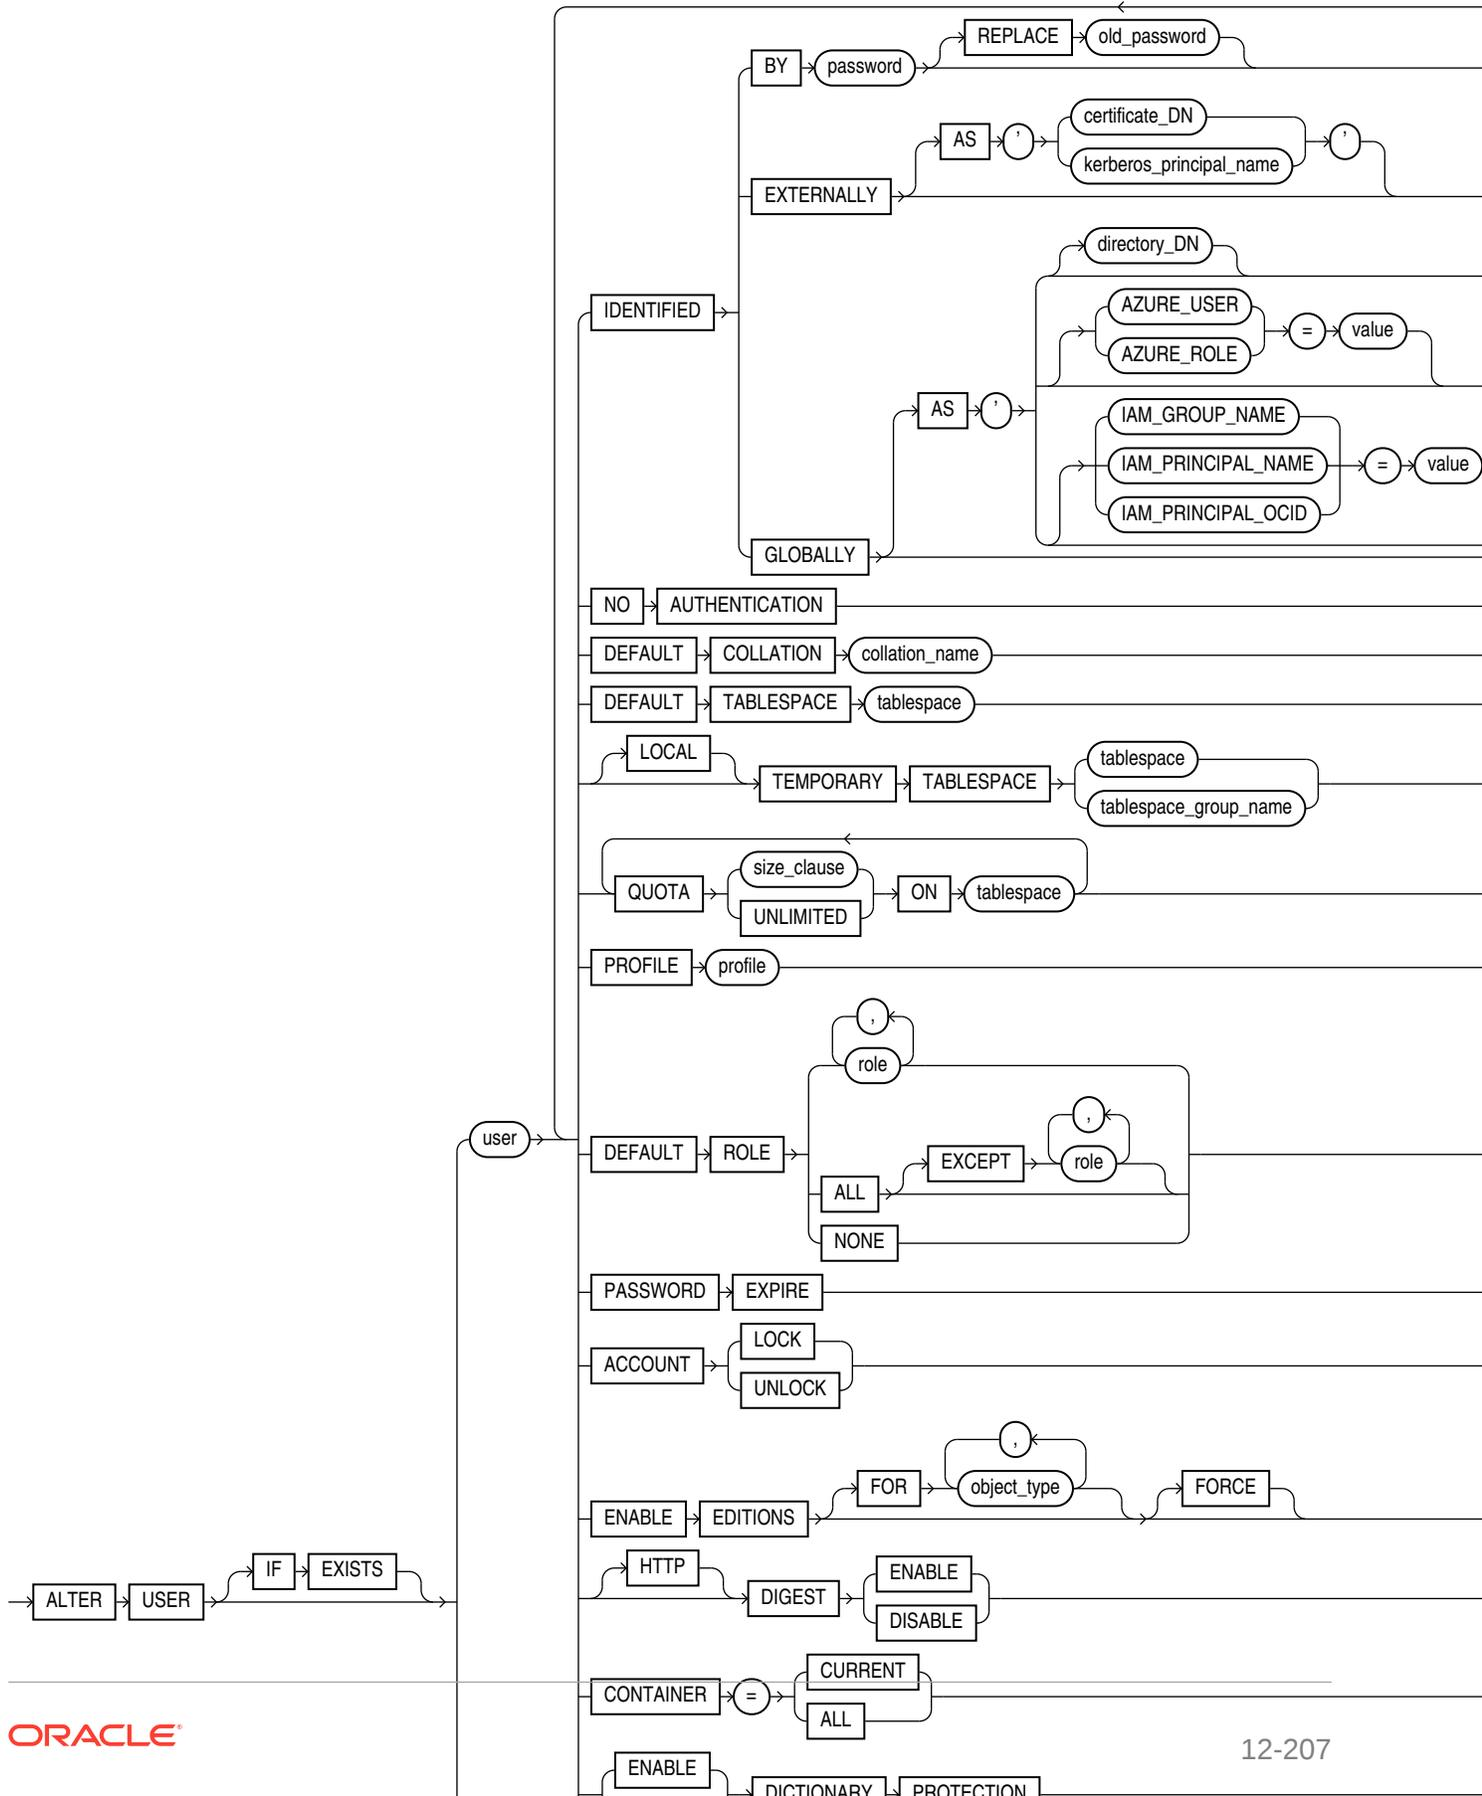 REPLACE old_password
BY password
certificate_DN
AS ' '
kerberos_principal_name
EXTERNALLY
directory_DN
AZURE_USER
IDENTIFIED
= value
AZURE_ROLE
AS '
IAM_GROUP_NAME
IAM_PRINCIPAL_NAME = value
IAM_PRINCIPAL_OCID
GLOBALLY
NO AUTHENTICATION
DEFAULT COLLATION collation_name
DEFAULT TABLESPACE tablespace
LOCAL
tablespace
TEMPORARY TABLESPACE
tablespace_group_name
size_clause
QUOTA ON tablespace
UNLIMITED
PROFILE profile
,
role
,
user
DEFAULT ROLE
EXCEPT role
ALL
NONE
PASSWORD EXPIRE
LOCK
ACCOUNT
UNLOCK
,
FOR object_type FORCE
ENABLE EDITIONS
IF EXISTS
HTTP
ENABLE
ALTER USER
DIGEST
DISABLE
CURRENT
CONTAINER =
ALL
ORACLE
12-207
ENABLE
DICTIONARY PROTECTION